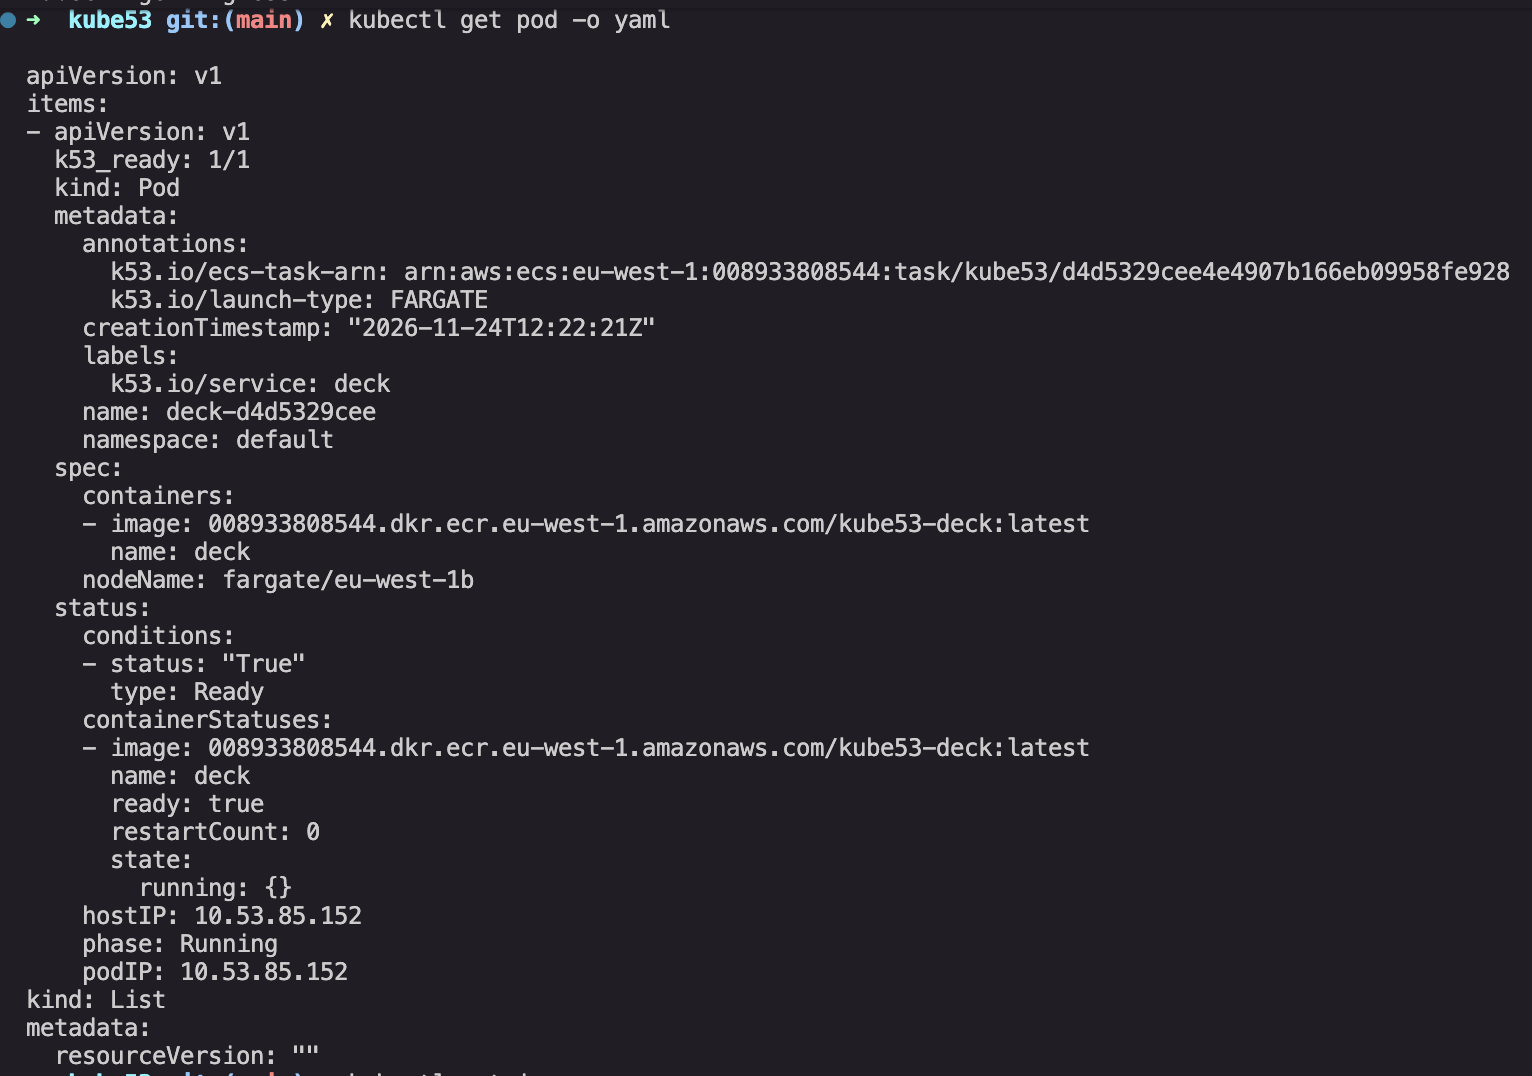 ➜  kube53 git:(main) ✗ kubectl get pod -o yaml

apiVersion: v1
items:
- apiVersion: v1
  k53_ready: 1/1
  kind: Pod
  metadata:
    annotations:
      k53.io/ecs-task-arn: arn:aws:ecs:eu-west-1:008933808544:task/kube53/d4d5329cee4e4907b166eb09958fe928
      k53.io/launch-type: FARGATE
    creationTimestamp: "2026-11-24T12:22:21Z"
    labels:
      k53.io/service: deck
    name: deck-d4d5329cee
    namespace: default
  spec:
    containers:
    - image: 008933808544.dkr.ecr.eu-west-1.amazonaws.com/kube53-deck:latest
      name: deck
    nodeName: fargate/eu-west-1b
  status:
    conditions:
    - status: "True"
      type: Ready
    containerStatuses:
    - image: 008933808544.dkr.ecr.eu-west-1.amazonaws.com/kube53-deck:latest
      name: deck
      ready: true
      restartCount: 0
      state:
        running: {}
    hostIP: 10.53.85.152
    phase: Running
    podIP: 10.53.85.152
kind: List
metadata:
  resourceVersion: ""